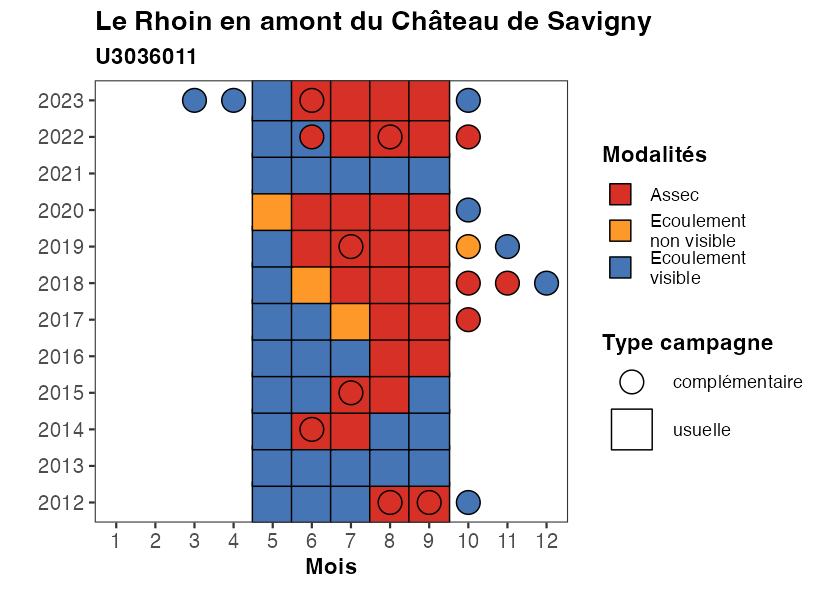 Le Rhoin en amont du Château de Savigny
U3036011
2023
2022
2021
2020
2019
2018
2017
2016
2015
2014
2013
2012
1 2 3 4 5 6 7 8 9 10 11 12
Mois
Modalités
Assec
Ecoulement
non visible
Ecoulement
visible
Type campagne
complémentaire
usuelle